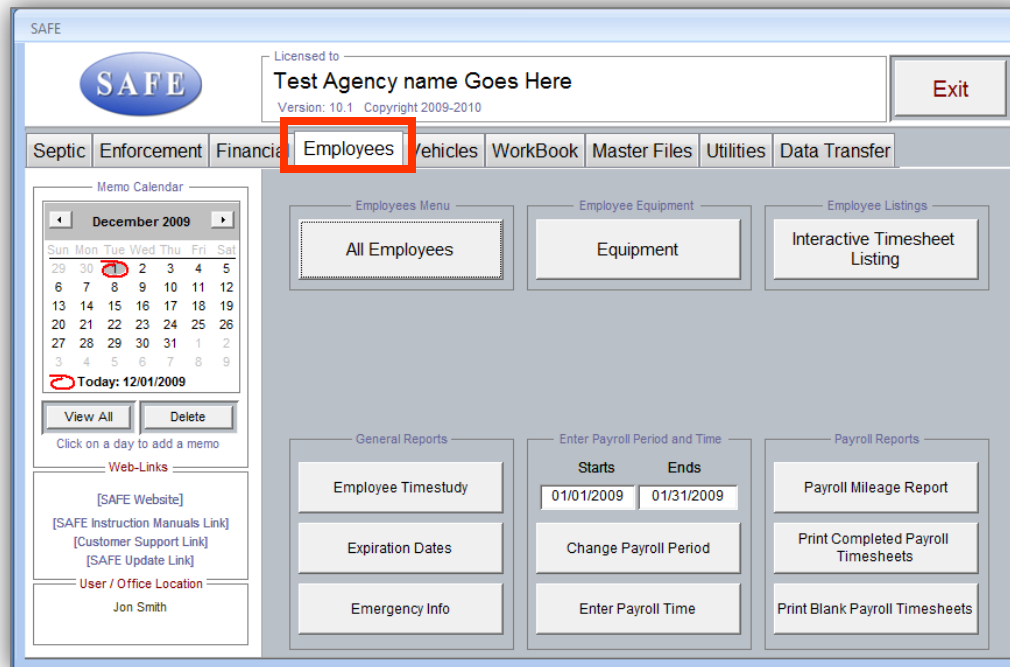 SAFE
SAFE
Licensed to
Test Agency name Goes Here
Version: 10.1 Copyright 2009-2010
Exit
Septic Enforcement Financial Employees Vehicles WorkBook Master Files Utilities Data Transfer
Memo Calendar
December 2009
Sun Mon Tue Wed Thu Fri Sat
29 30 1 2 3 4 5
6 7 8 9 10 11 12
13 14 15 16 17 18 19
20 21 22 23 24 25 26
27 28 29 30 31 1 2
3 4 5 6 7 8 9
Today: 12/01/2009
View All Delete
Click on a day to add a memo
Web-Links
[SAFE Website]
[SAFE Instruction Manuals Link]
[Customer Support Link]
[SAFE Update Link]
User / Office Location
Jon Smith
Employees Menu
All Employees
Employee Equipment
Equipment
Employee Listings
Interactive Timesheet
Listing
General Reports
Employee Timestudy
Expiration Dates
Emergency Info
Enter Payroll Period and Time
Starts Ends
01/01/2009 01/31/2009
Change Payroll Period
Enter Payroll Time
Payroll Reports
Payroll Mileage Report
Print Completed Payroll
Timesheets
Print Blank Payroll Timesheets